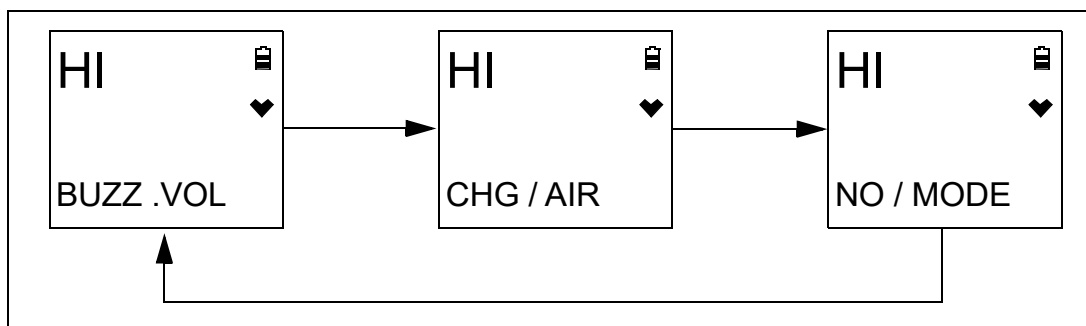 HI
BUZZ .VOL
HI
CHG / AIR
HI
NO / MODE